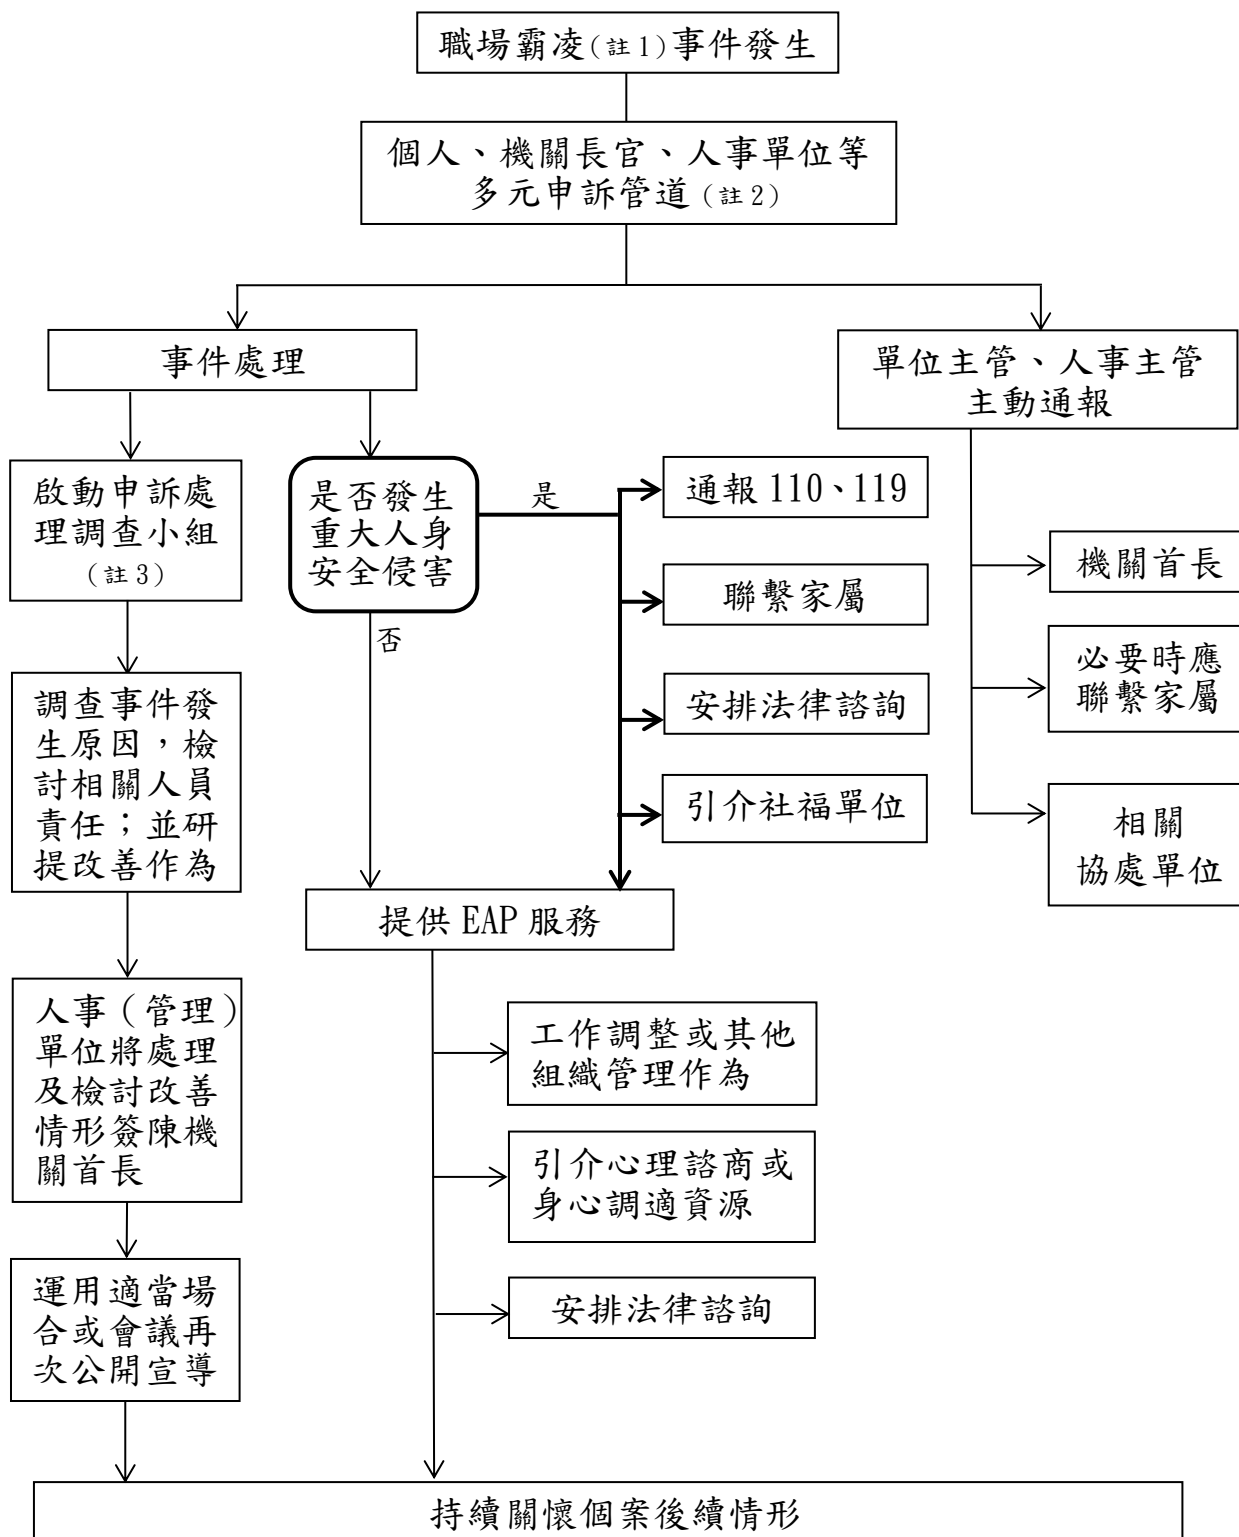 職場霸凌(註1)事件發生
個人、機關長官、人事單位等
多元申訴管道(註2)
事件處理
單位主管、人事主管
主動通報
啟動申訴處
理調查小組
(註3)
是否發生
重大人身
安全侵害
是
否
通報110、119
聯繫家屬
安排法律諮詢
引介社福單位
機關首長
必要時應
聯繫家屬
相關
協處單位
調查事件發
生原因，檢
討相關人員
責任；並研
提改善作為
提供EAP服務
人事（管理）
單位將處理
及檢討改善
情形簽陳機
關首長
工作調整或其他
組織管理作為
引介心理諮商或
身心調適資源
安排法律諮詢
運用適當場
合或會議再
次公開宣導
持續關懷個案後續情形